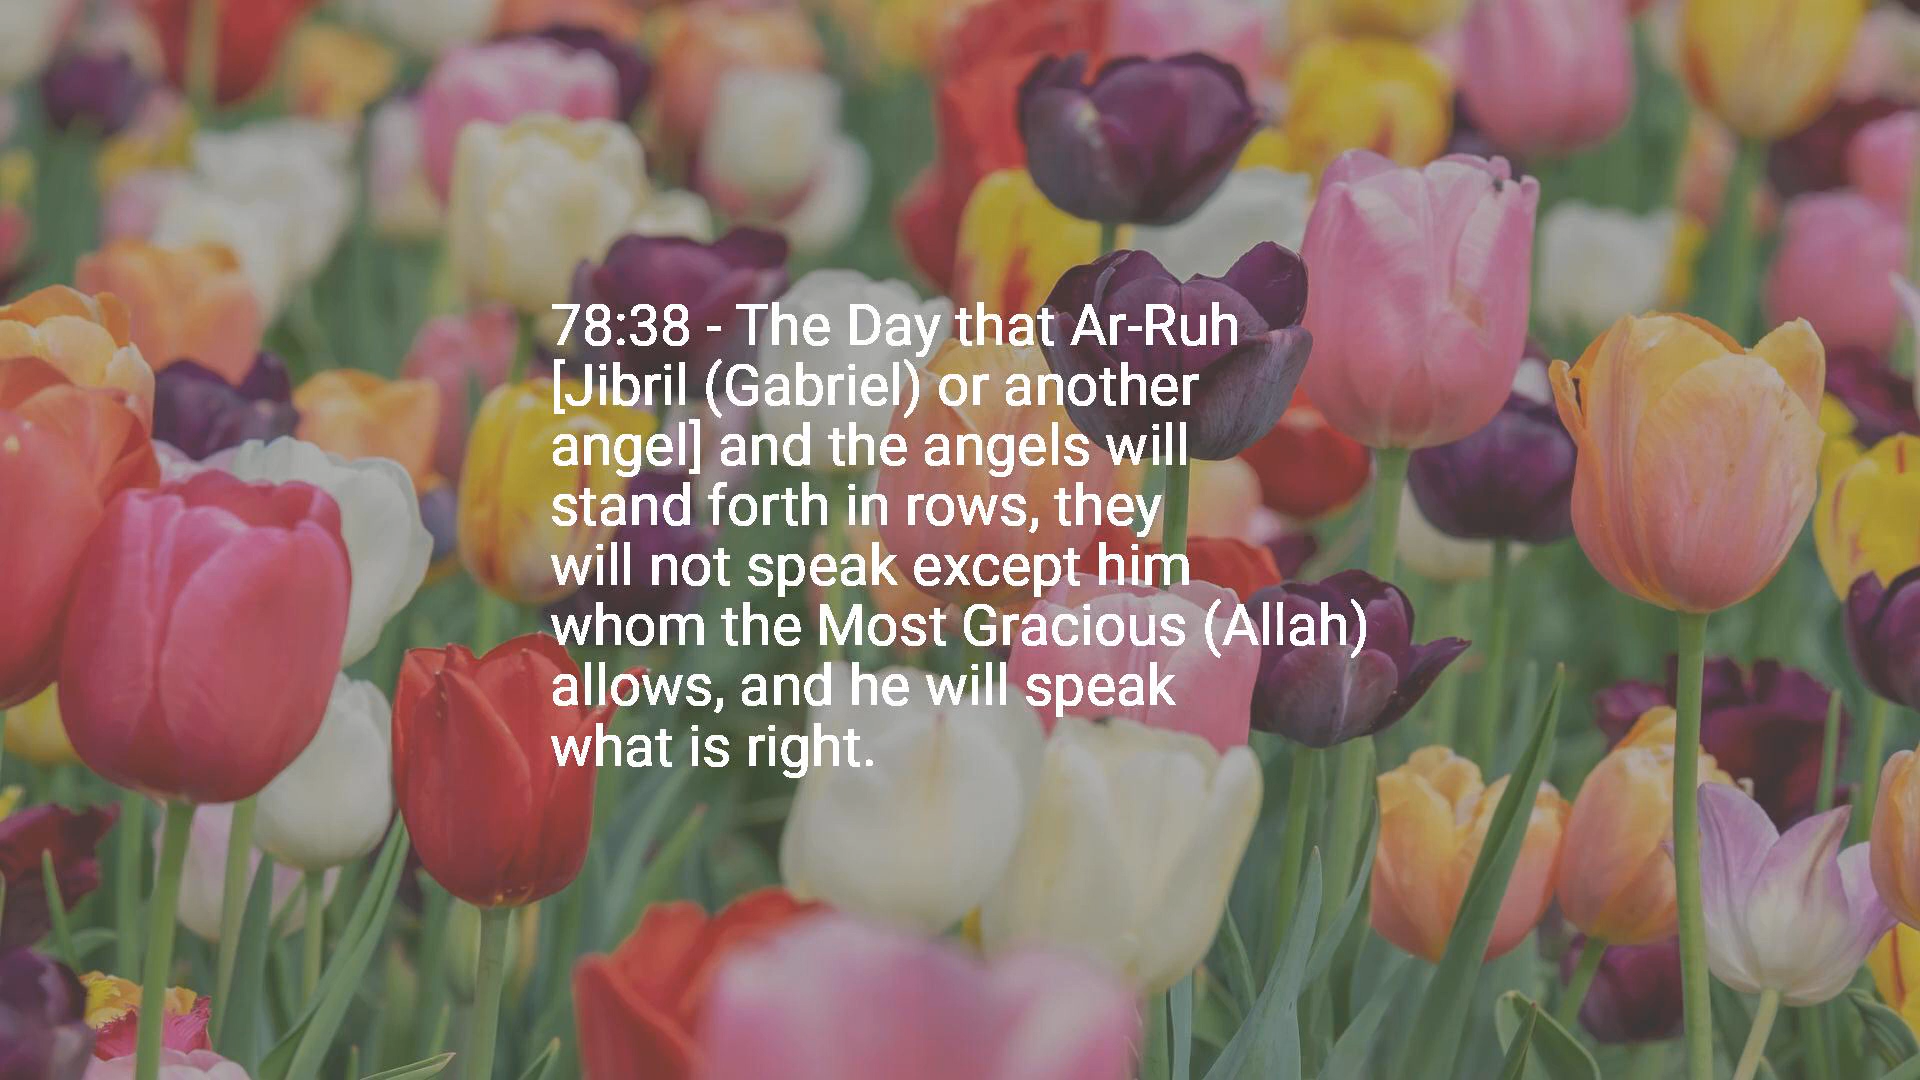 78:38 - The Day that Ar-Ruh
[Jibril (Gabriel) or another
angel] and the angels will
stand forth in rows, they
will not speak except him
whom the Most Gracious (Allah)
allows, and he will speak
what is right.